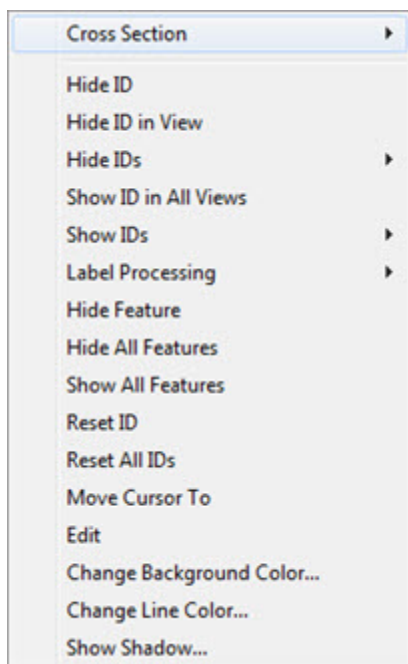 Cross Section
Hide ID
Hide ID in View
Hide IDs
Show ID in All Views
Show IDs
Label Processing
Hide Feature
Hide All Features
Show All Features
Reset ID
Reset All IDs
Move Cursor To
Edit
Change Background Color...
Change Line Color...
Show Shadow...